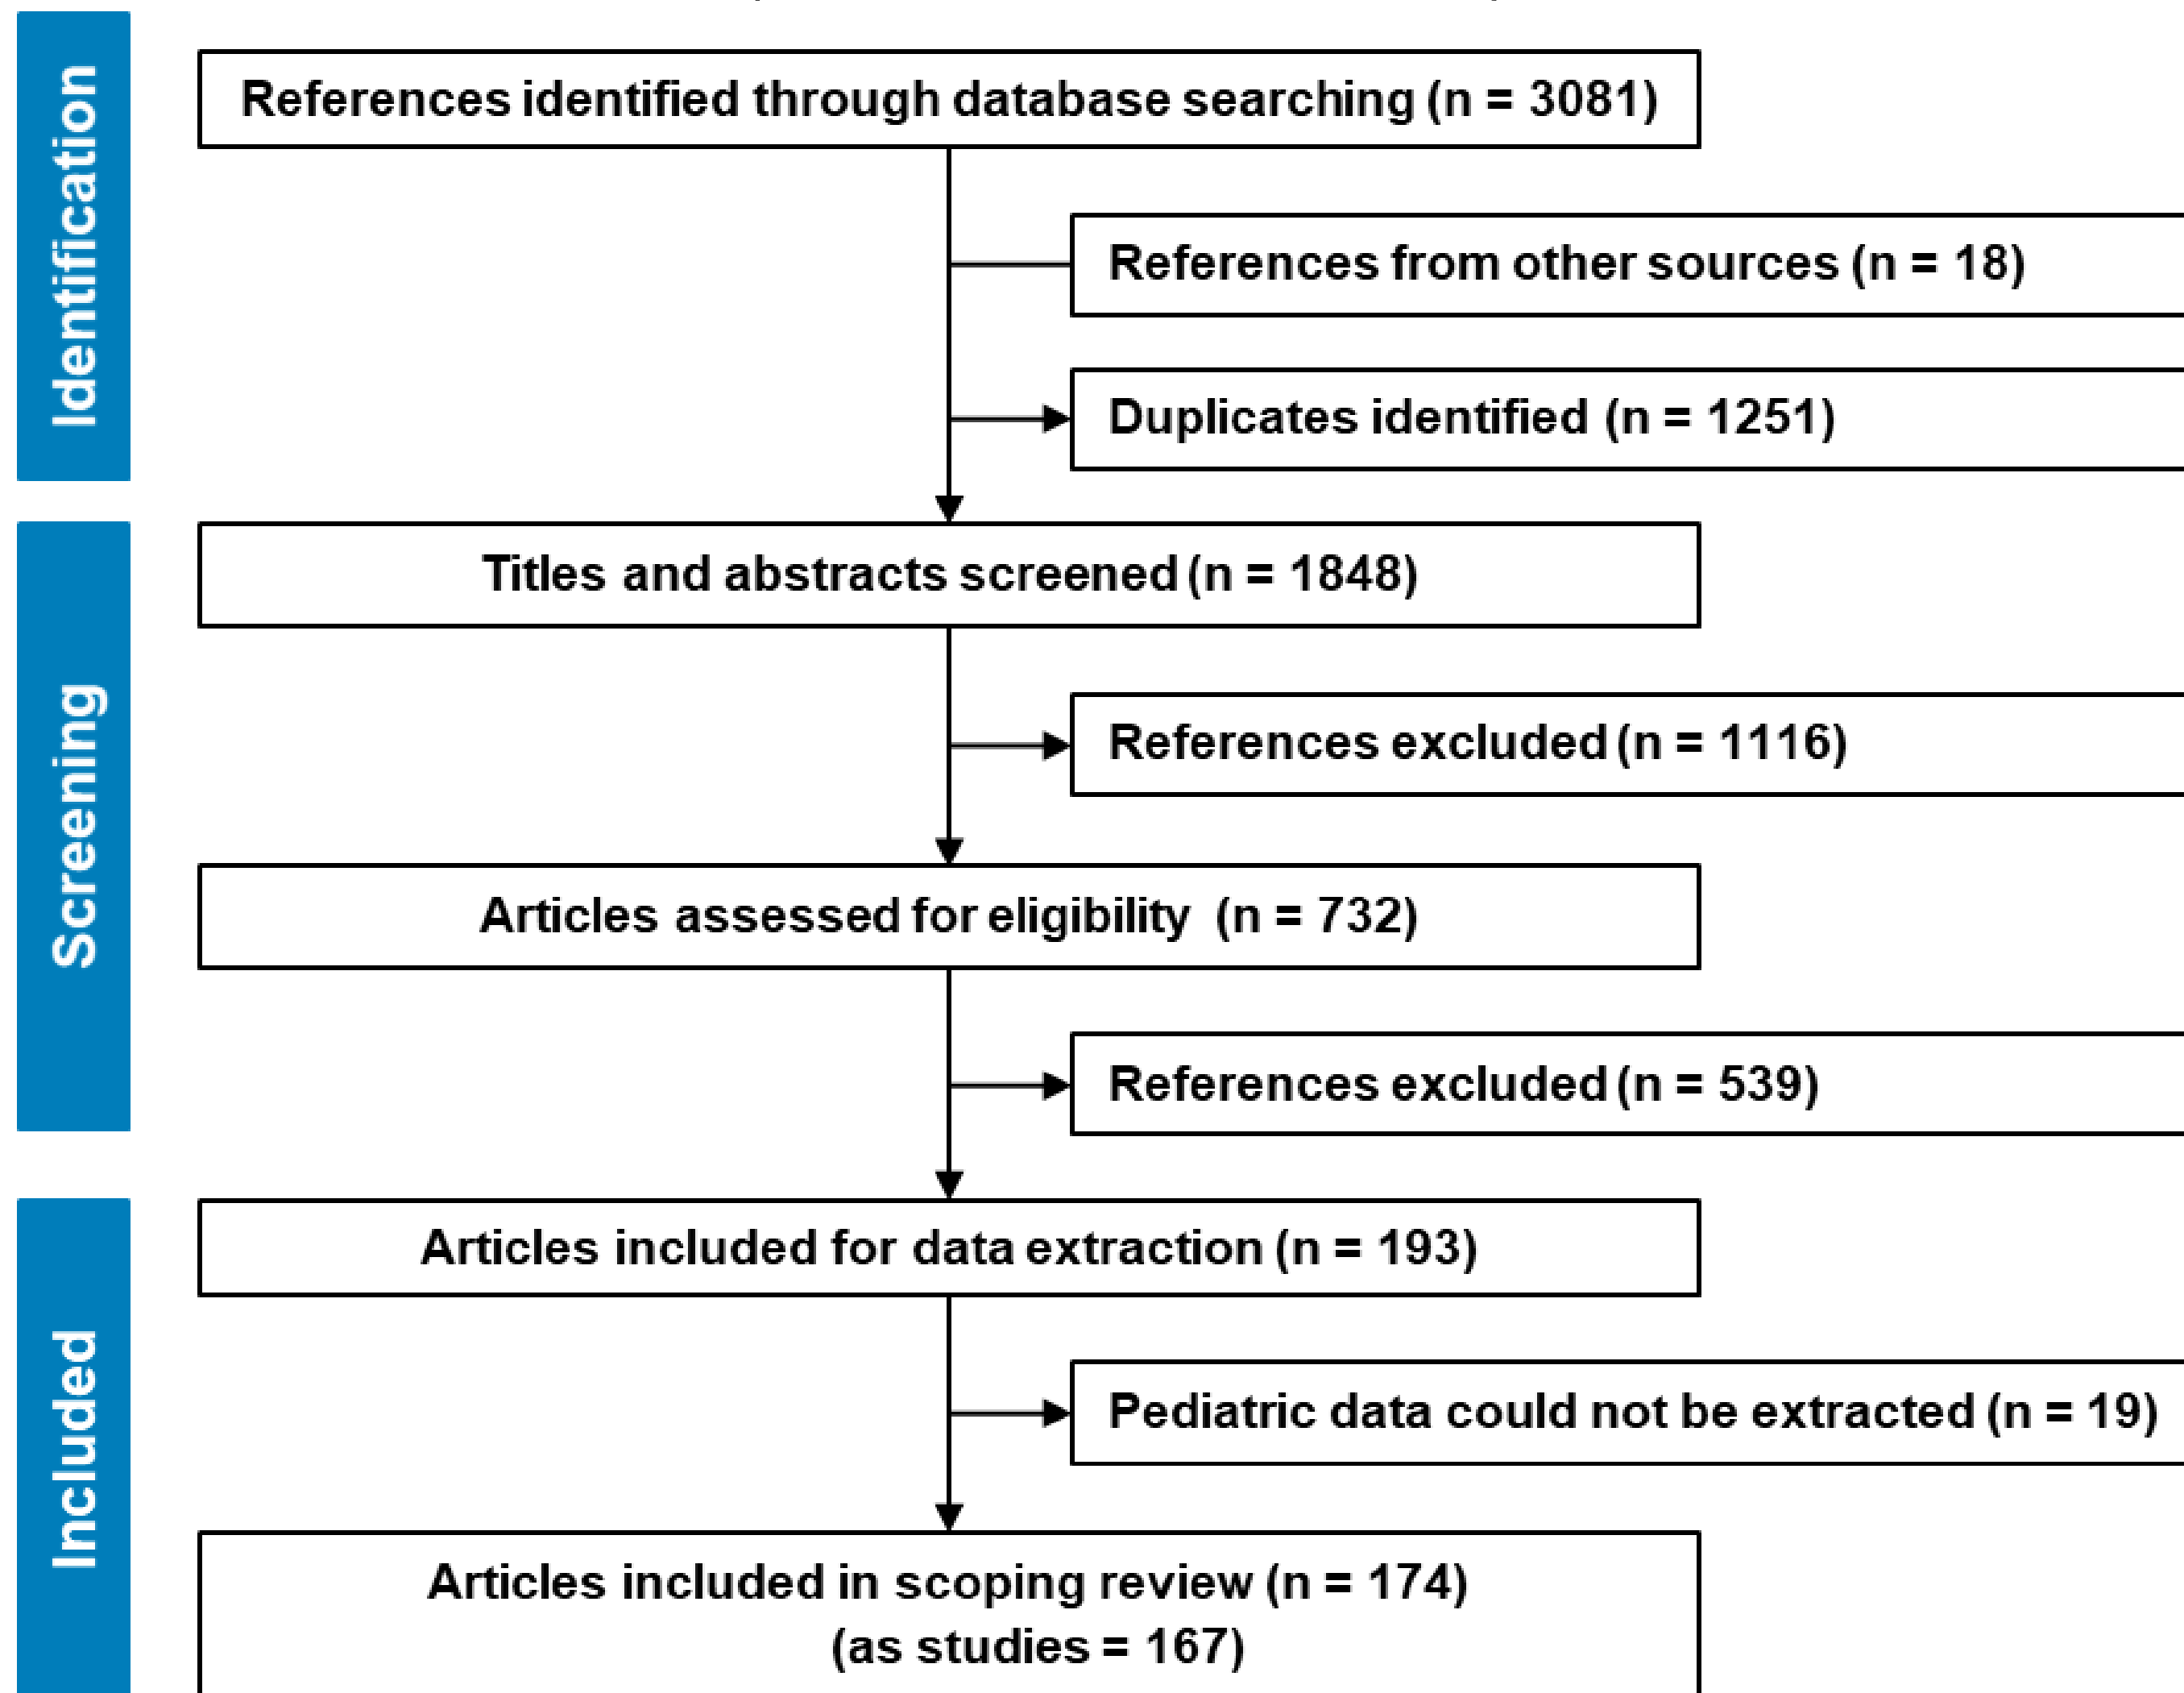 Identification
References identified through database searching (n = 3081)
References from other sources (n = 18)
Duplicates identified (n = 1251)
Screening
Titles and abstracts screened (n = 1848)
References excluded (n = 1116)
Articles assessed for eligibility (n = 732)
References excluded (n = 539)
Included
Articles included for data extraction (n = 193)
Pediatric data could not be extracted (n = 19)
Articles included in scoping review (n = 174)
(as studies = 167)